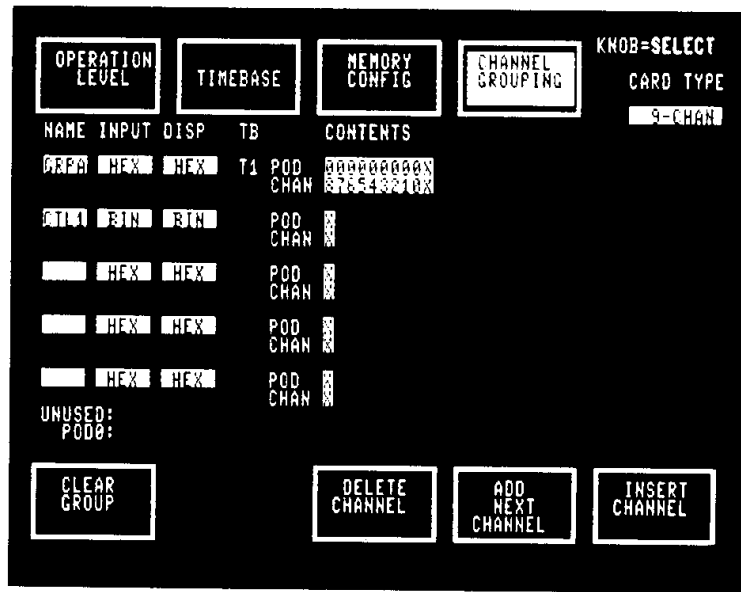 KNOB=SELECT
OPERATION LEVEL
TIMEBASE
MEMORY CONFIG
CHANNEL GROUPING
CARD TYPE
9-CHAN
NAME INPUT DISP TB CONTENTS
GRPA HEX HEX T1 POD 000000000X
CHAN 876543210X
CTL1 BIN BIN POD X
CHAN X
HEX HEX POD X
CHAN X
HEX HEX POD X
CHAN X
HEX HEX POD X
CHAN X
UNUSED:
POD0:
CLEAR GROUP
DELETE CHANNEL
ADD NEXT CHANNEL
INSERT CHANNEL